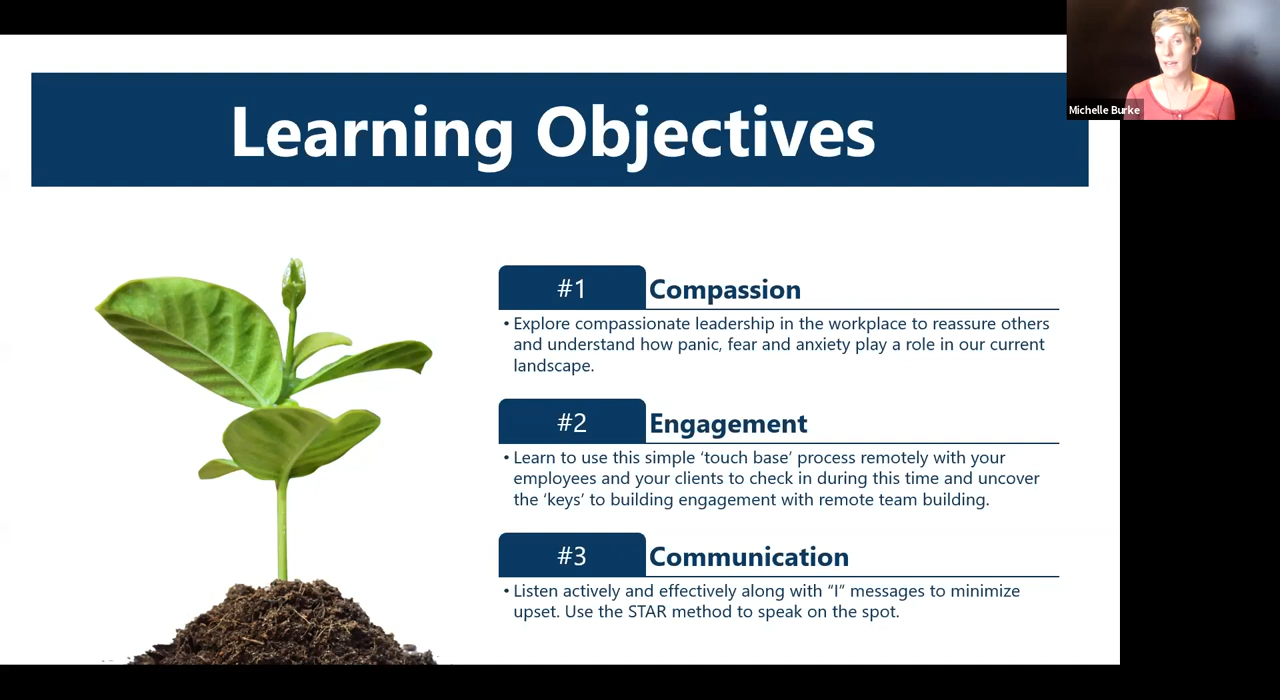 Michelle Burke
Learning Objectives
#1 Compassion
• Explore compassionate leadership in the workplace to reassure others
and understand how panic, fear and anxiety play a role in our current
landscape.
#2 Engagement
• Learn to use this simple ‘touch base’ process remotely with your
employees and your clients to check in during this time and uncover
the ‘keys’ to building engagement with remote team building.
#3 Communication
• Listen actively and effectively along with “I” messages to minimize
upset. Use the STAR method to speak on the spot.